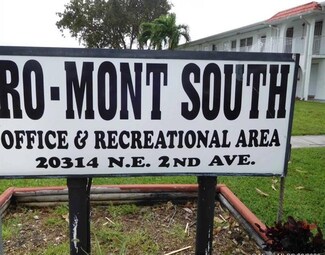 RO-MONT SOUTH
OFFICE & RECREATIONAL AREA
20314 N.E. 2ND AVE.